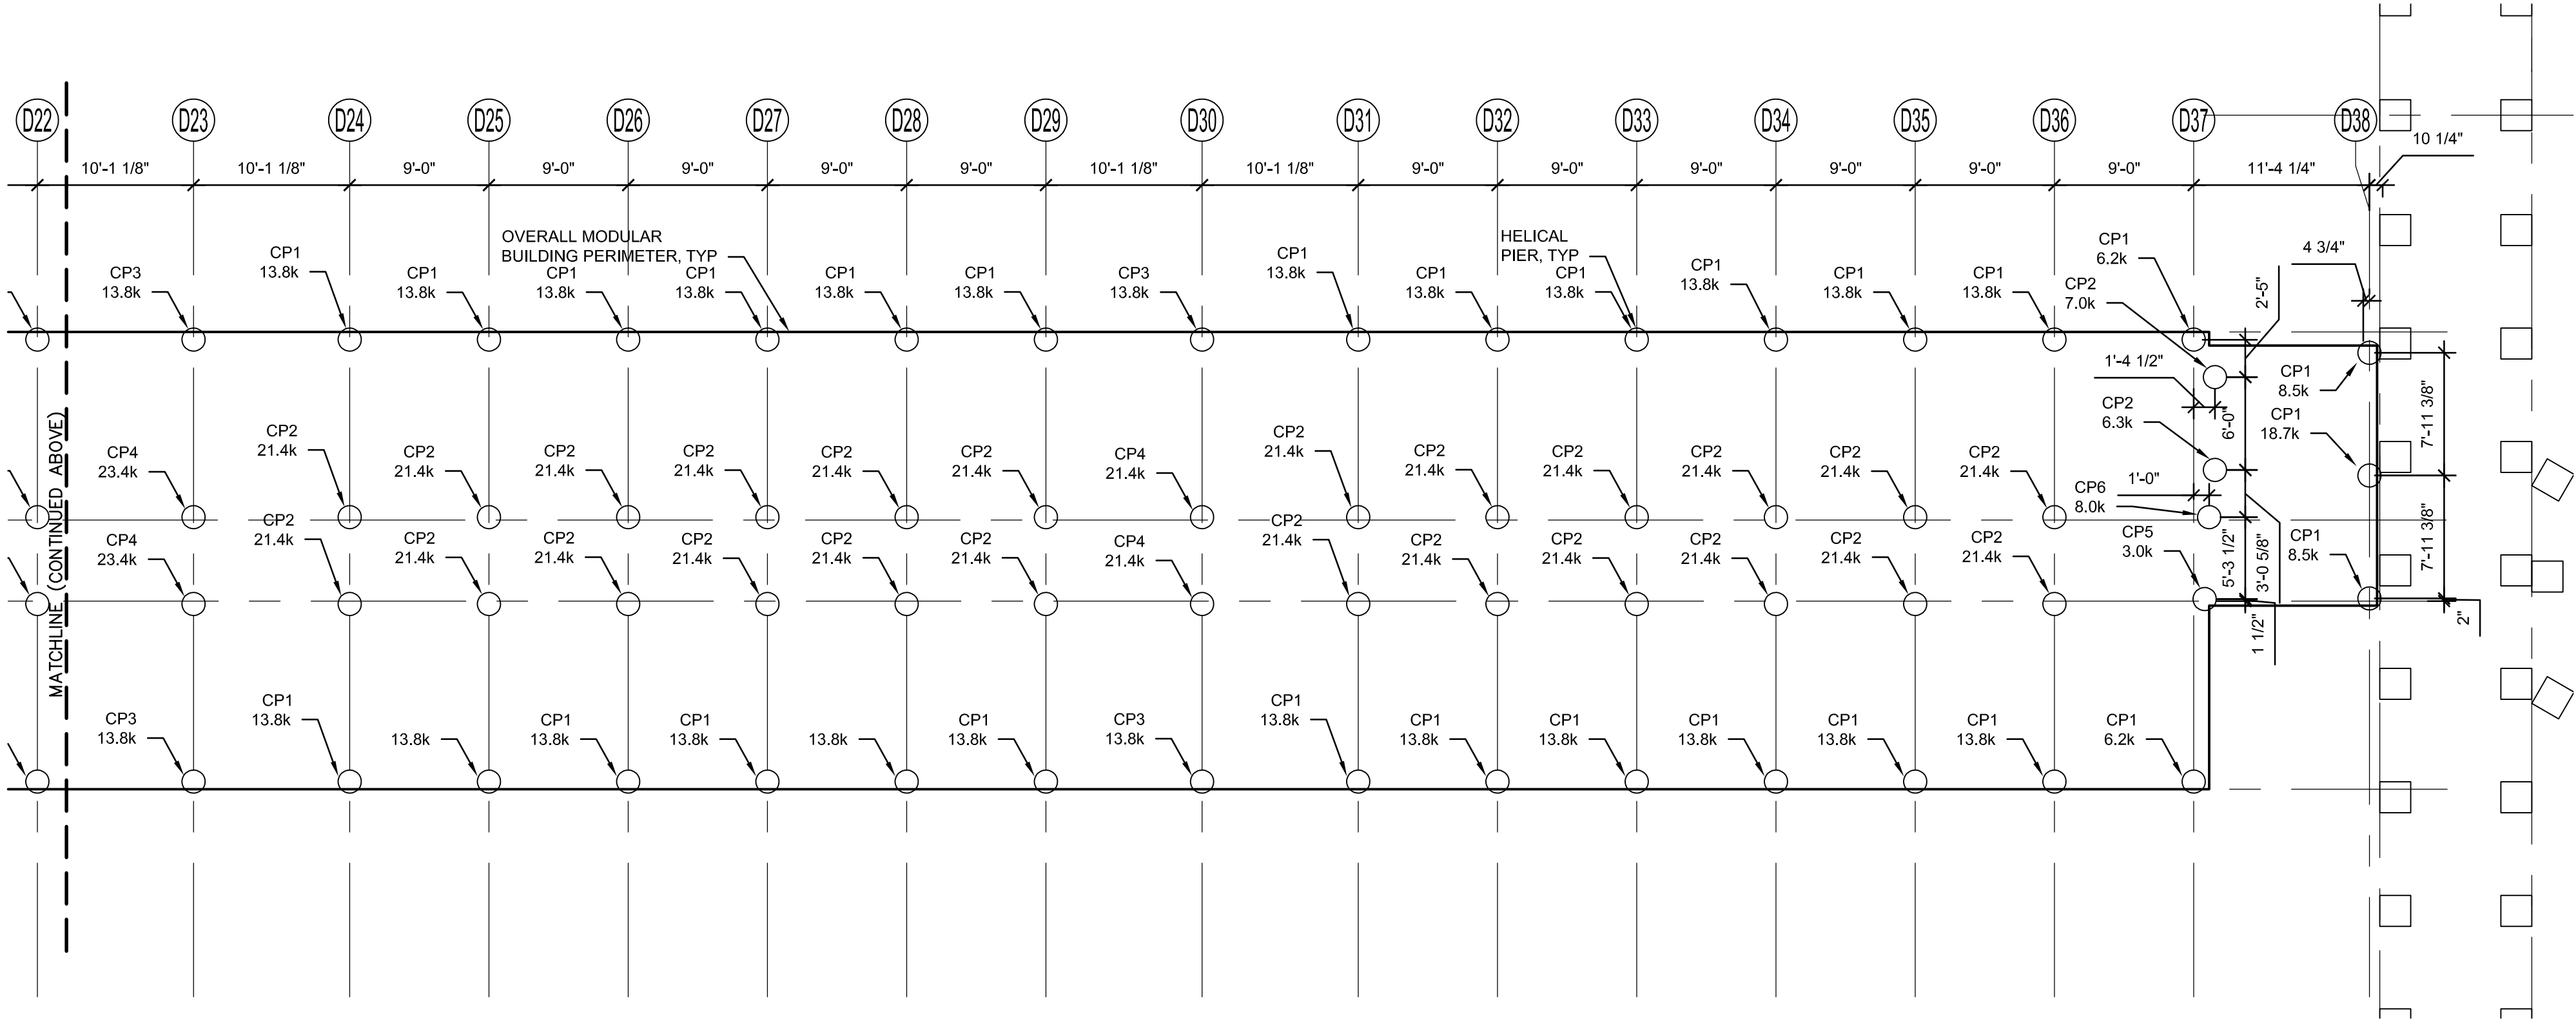 D22 D23 D24 D25 D26 D27 D28 D29 D30 D31 D32 D33 D34 D35 D36 D37 D38
10 1/4"
10'-1 1/8" 10'-1 1/8" 9'-0" 9'-0" 9'-0" 9'-0" 9'-0" 10'-1 1/8" 10'-1 1/8" 9'-0" 9'-0" 9'-0" 9'-0" 9'-0" 9'-0" 11'-4 1/4"
OVERALL MODULAR
BUILDING PERIMETER, TYP
HELICAL
PIER, TYP
CP3
13.8k
CP1
13.8k
CP1
13.8k
CP1
13.8k
CP1
13.8k
CP1
13.8k
CP1
13.8k
CP3
13.8k
CP1
13.8k
CP1
13.8k
CP1
13.8k
CP1
13.8k
CP1
13.8k
CP1
13.8k
CP1
6.2k
CP2
7.0k
2'-5"
4 3/4"
1'-4 1/2"
CP1
8.5k
CP2
6.3k
6'-0"
CP1
18.7k
7'-11 3/8"
MATCHLINE (CONTINUED ABOVE)
CP4
23.4k
CP2
21.4k
CP2
21.4k
CP2
21.4k
CP2
21.4k
CP2
21.4k
CP2
21.4k
CP4
21.4k
CP2
21.4k
CP2
21.4k
CP2
21.4k
CP2
21.4k
CP2
21.4k
CP2
21.4k
1'-0"
CP6
8.0k
CP4
23.4k
CP2
21.4k
CP2
21.4k
CP2
21.4k
CP2
21.4k
CP2
21.4k
CP2
21.4k
CP4
21.4k
CP2
21.4k
CP2
21.4k
CP2
21.4k
CP2
21.4k
CP2
21.4k
CP2
21.4k
CP5
3.0k
5'-3 1/2"
3'-0 5/8"
CP1
8.5k
7'-11 3/8"
1 1/2"
2"
CP3
13.8k
CP1
13.8k
13.8k
CP1
13.8k
CP1
13.8k
13.8k
CP1
13.8k
CP3
13.8k
CP1
13.8k
CP1
13.8k
CP1
13.8k
CP1
13.8k
CP1
13.8k
CP1
13.8k
CP1
6.2k